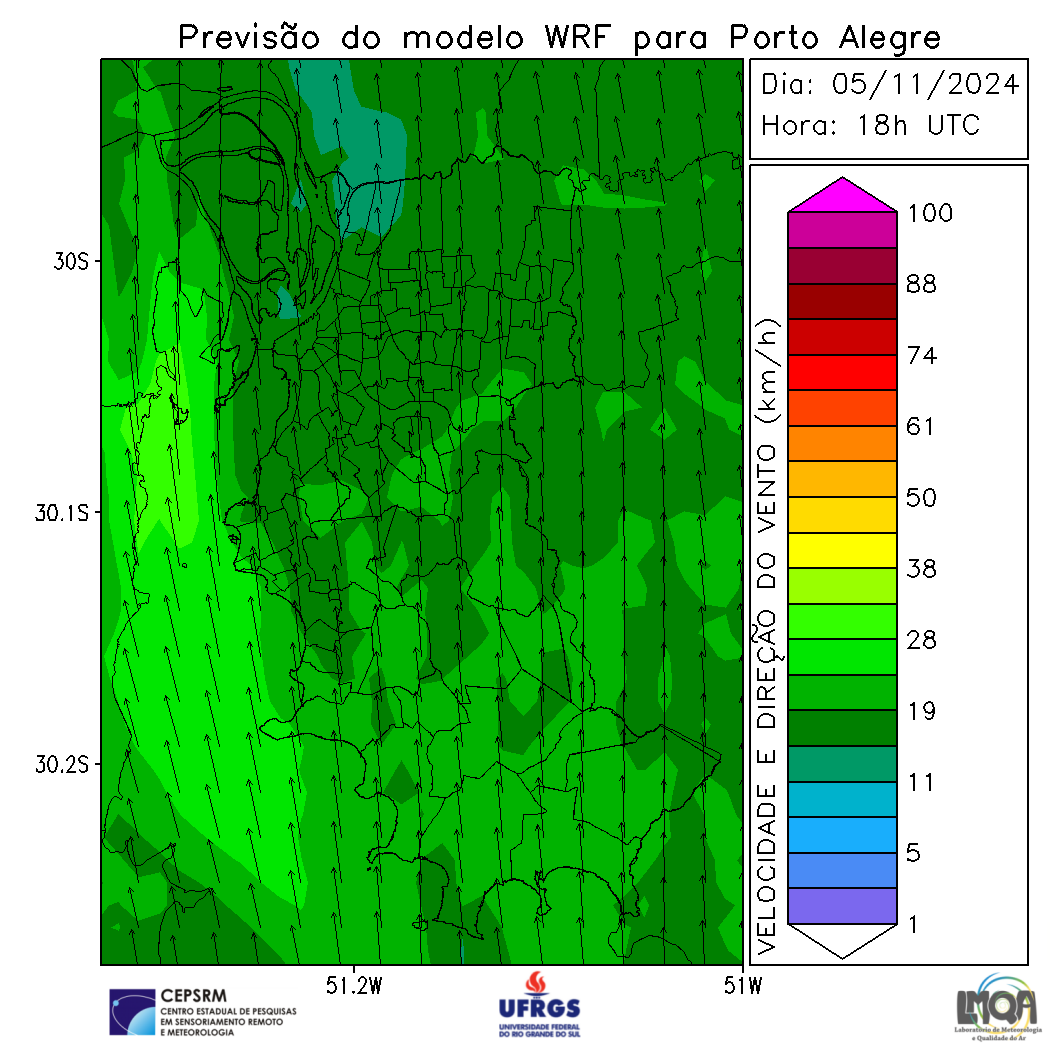 Previsão do modelo WRF para Porto Alegre
Dia: 05/11/2024
Hora: 18h UTC
30S
30.1S
30.2S
51.2W
51W
VELOCIDADE E DIREÇÃO DO VENTO (km/h)
100
88
74
61
50
38
28
19
11
5
1
CEPSRM
CENTRO ESTADUAL DE PESQUISAS
EM SENSORIAMENTO REMOTO
E METEOROLOGIA
UFRGS
UNIVERSIDADE FEDERAL
DO RIO GRANDE DO SUL
LMQA
Laboratório de Meteorologia
e Qualidade do Ar